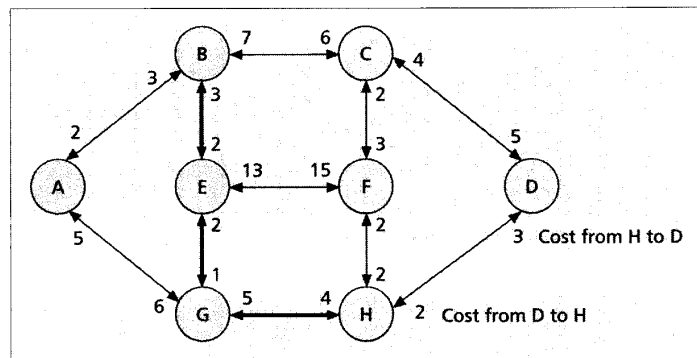 B 7 6 C
3 3 2 4
2 2 3 5
A E 13 15 F D
5 2 2 3 Cost from H to D
6 1 2
G 5 4 H 2 Cost from D to H